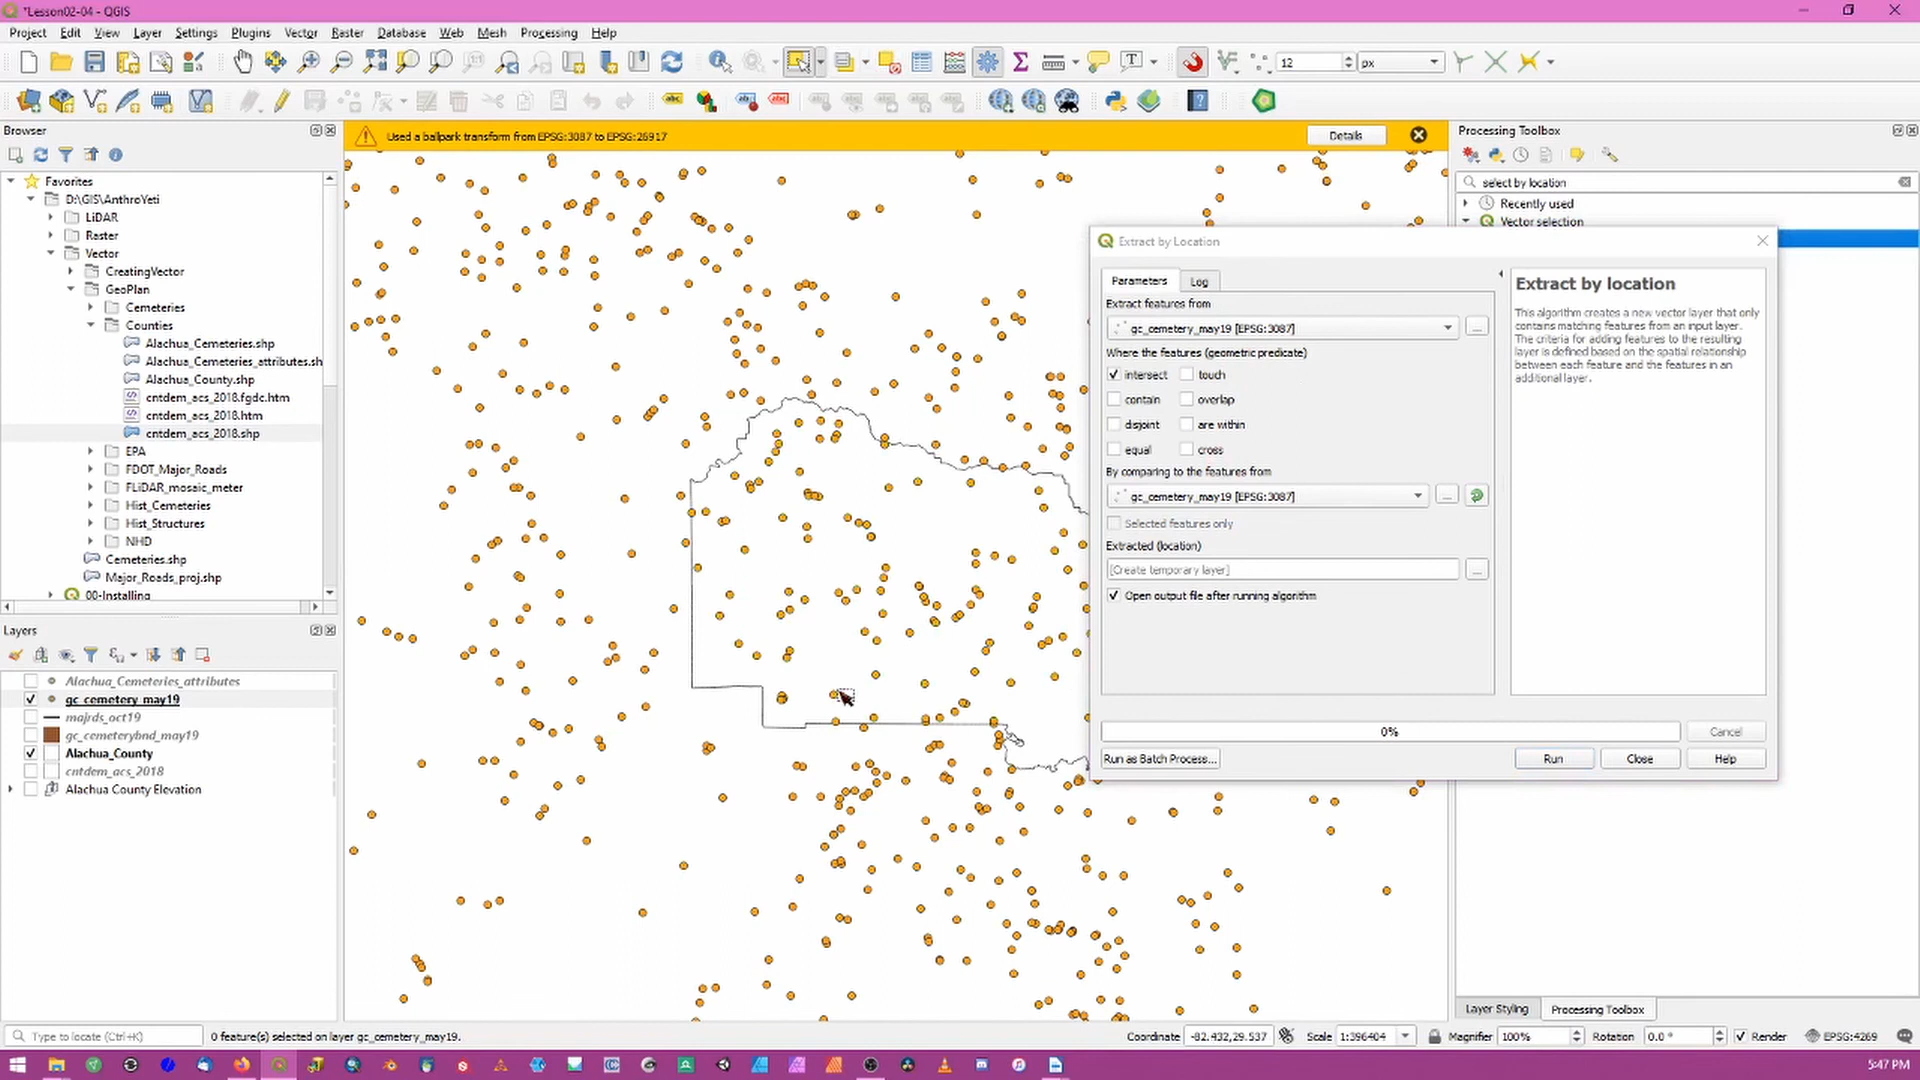 *Lesson02-04 - QGIS
Project Edit View Layer Settings Plugins Vector Raster Database Web Mesh Processing Help
12 px
Browser
Favorites
D:\GIS\AnthroYeti
LiDAR
Raster
Vector
CreatingVector
GeoPlan
Cemeteries
Counties
Alachua_Cemeteries.shp
Alachua_Cemeteries_attributes.sh
Alachua_County.shp
cntdem_acs_2018.fgdc.htm
cntdem_acs_2018.htm
cntdem_acs_2018.shp
EPA
FDOT_Major_Roads
FLiDAR_mosaic_meter
Hist_Cemeteries
Hist_Structures
NHD
Cemeteries.shp
Major_Roads_proj.shp
00-Installing
Layers
Alachua_Cemeteries_attributes
gc_cemetery_may19
majrds_oct19
gc_cemeterybnd_may19
Alachua_County
cntdem_acs_2018
Alachua County Elevation
Used a ballpark transform from EPSG:3087 to EPSG:26917
Details
Processing Toolbox
select by location
Recently used
Vector selection
Extract by Location
Parameters Log
Extract features from
gc_cemetery_may19 [EPSG:3087]
...
Where the features (geometric predicate)
intersect touch
contain overlap
disjoint are within
equal cross
By comparing to the features from
gc_cemetery_may19 [EPSG:3087]
...
Selected features only
Extracted (location)
[Create temporary layer]
...
Open output file after running algorithm
Extract by location
This algorithm creates a new vector layer that only
contains matching features from an input layer.
The criteria for adding features to the resulting
layer is defined based on the spatial relationship
between each feature and the features in an
additional layer.
0%
Cancel
Run as Batch Process...
Run
Close
Help
Layer Styling
Processing Toolbox
Type to locate (Ctrl+K)
0 feature(s) selected on layer gc_cemetery_may19.
Coordinate -82.432,29.537
Scale 1:396404
Magnifier 100%
Rotation 0.0 °
Render
EPSG:4269
5:47 PM